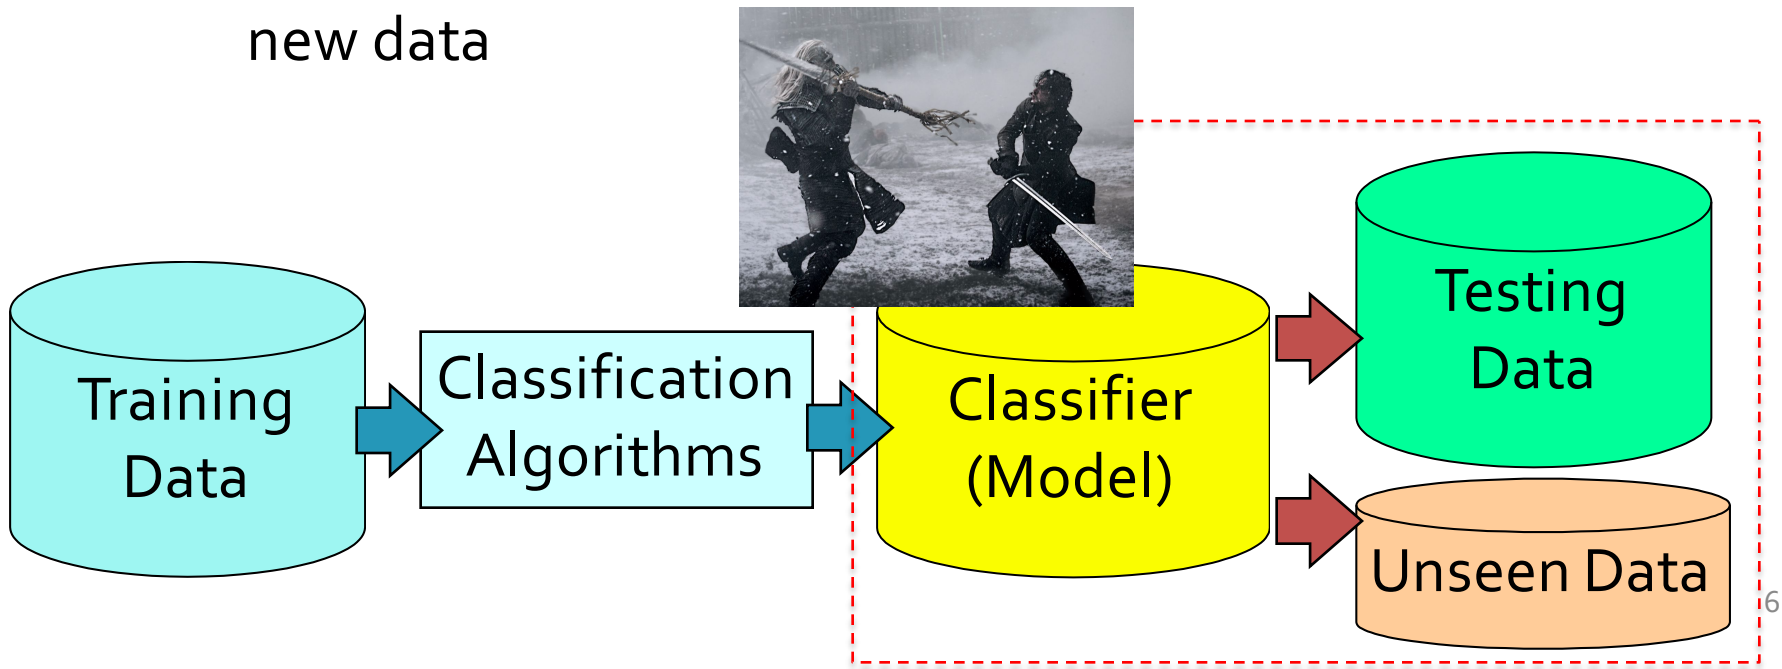 new data
Training
Data
Classification
Algorithms
Classifier
(Model)
Testing
Data
Unseen Data
6